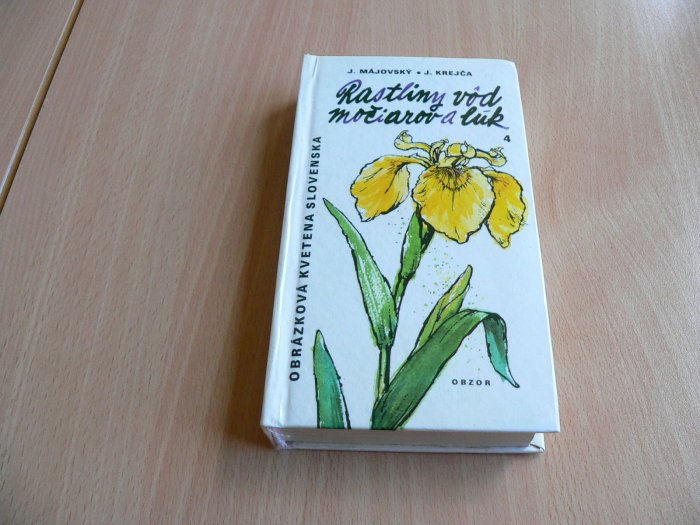 J. MÁJOVSKÝ • J. KREJČA
Rastliny vôd
močiarov a lúk
4
OBRÁZKOVÁ KVETENA SLOVENSKA
OBZOR